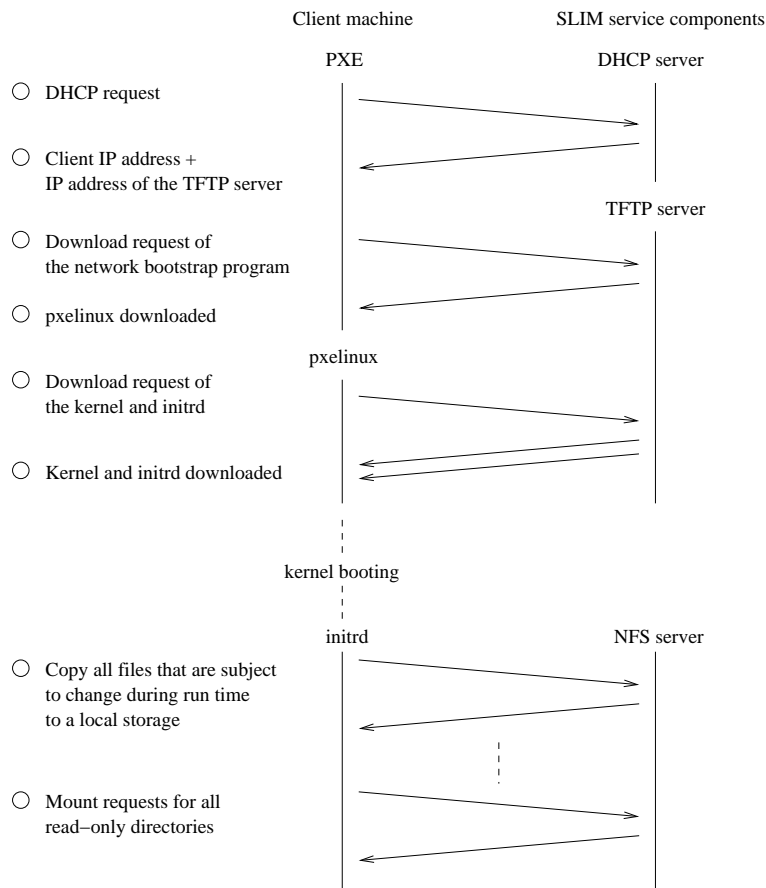 Client machine
SLIM service components
PXE
DHCP server
DHCP request
Client IP address +
IP address of the TFTP server
TFTP server
Download request of
the network bootstrap program
pxelinux downloaded
pxelinux
Download request of
the kernel and initrd
Kernel and initrd downloaded
kernel booting
initrd
NFS server
Copy all files that are subject
to change during run time
to a local storage
Mount requests for all
read−only directories